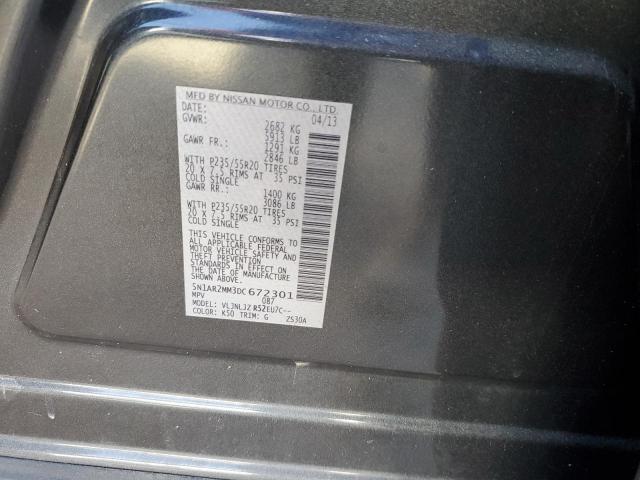 MFD BY NISSAN MOTOR CO., LTD.
DATE: 04/13
GVWR: 2682 KG
5913 LB
GAWR FR.: 1291 KG
2846 LB
WITH P235/55R20 TIRES
20 X 7.5 RIMS AT 35 PSI
COLD SINGLE
GAWR RR.: 1400 KG
3086 LB
WITH P235/55R20 TIRES
20 X 7.5 RIMS AT 35 PSI
COLD SINGLE
THIS VEHICLE CONFORMS TO
ALL APPLICABLE FEDERAL
MOTOR VEHICLE SAFETY AND
THEFT PREVENTION
STANDARDS IN EFFECT ON
THE DATE OF MANUFACTURE
SHOWN ABOVE.
5N1AR2MM3DC672301
MPV 087
MODEL: VLJNLJZ R52EU7C--
COLOR: K50 TRIM: G ZS30A